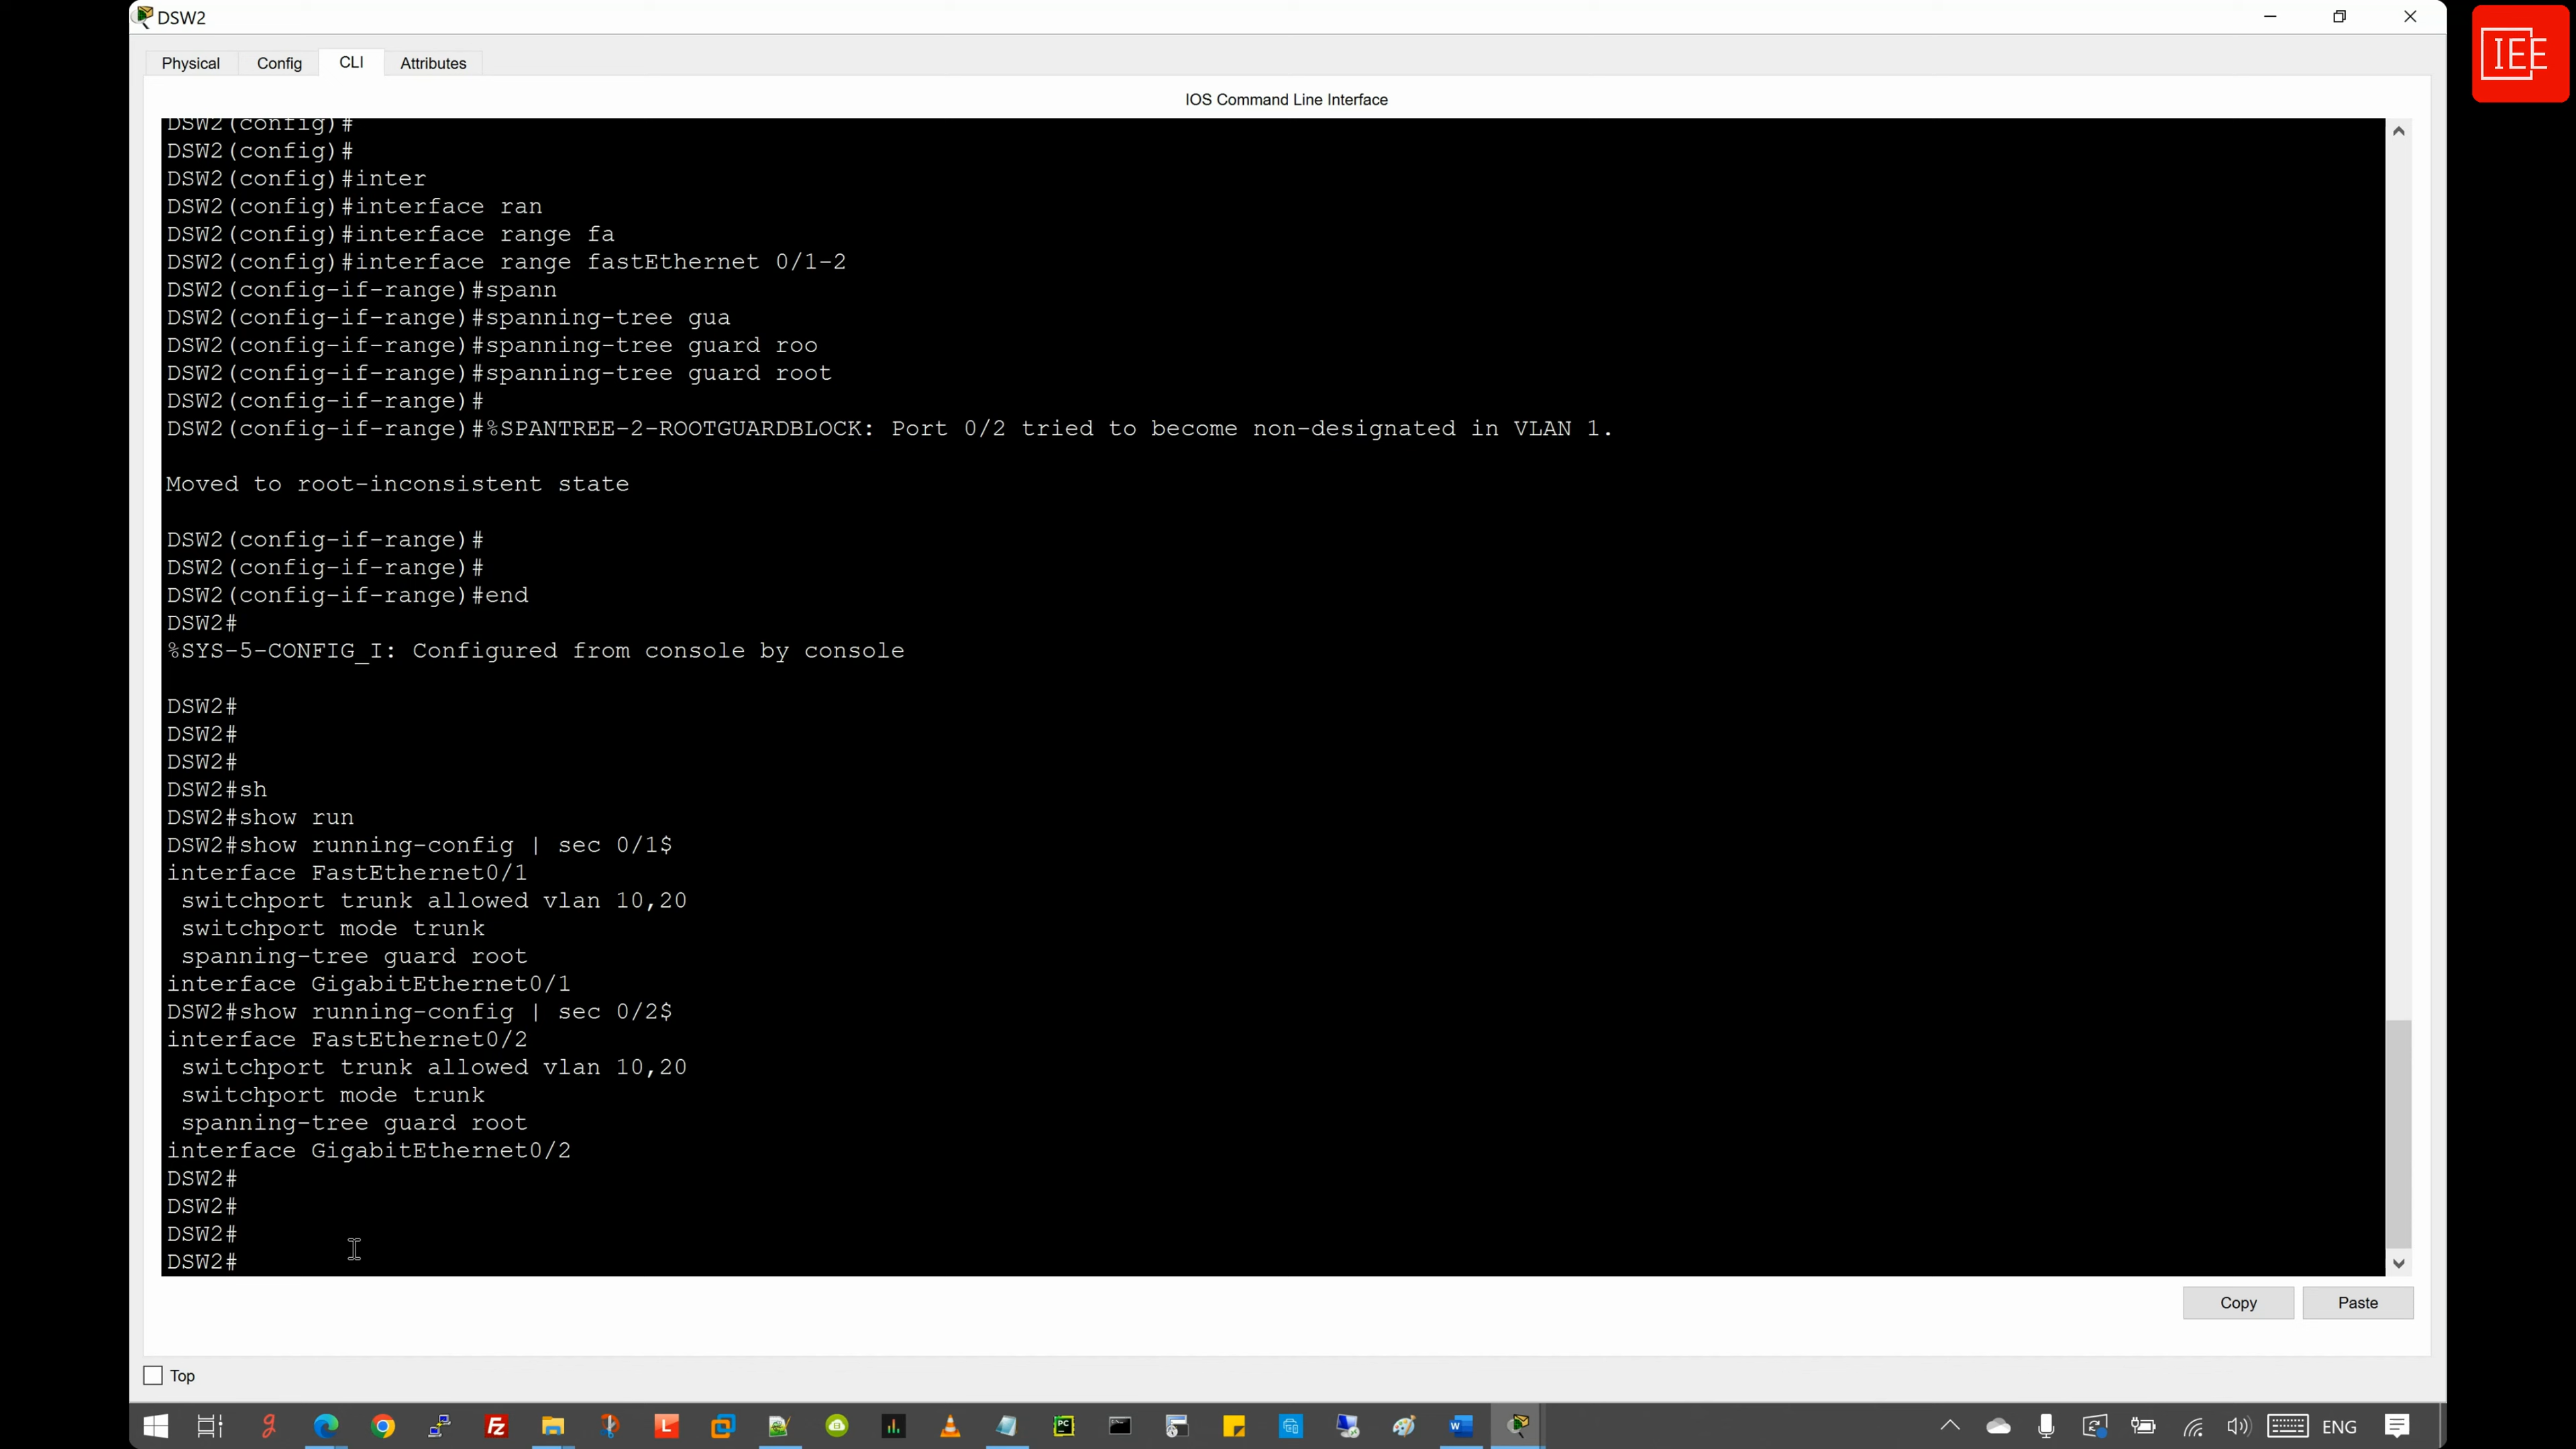 DSW2
Physical Config CLI Attributes
IOS Command Line Interface
DSW2(config)#
DSW2(config)#
DSW2(config)#inter
DSW2(config)#interface ran
DSW2(config)#interface range fa
DSW2(config)#interface range fastEthernet 0/1-2
DSW2(config-if-range)#spann
DSW2(config-if-range)#spanning-tree gua
DSW2(config-if-range)#spanning-tree guard roo
DSW2(config-if-range)#spanning-tree guard root
DSW2(config-if-range)#
DSW2(config-if-range)#%SPANTREE-2-ROOTGUARDBLOCK: Port 0/2 tried to become non-designated in VLAN 1.
Moved to root-inconsistent state
DSW2(config-if-range)#
DSW2(config-if-range)#
DSW2(config-if-range)#end
DSW2#
%SYS-5-CONFIG_I: Configured from console by console
DSW2#
DSW2#
DSW2#
DSW2#sh
DSW2#show run
DSW2#show running-config | sec 0/1$
interface FastEthernet0/1
switchport trunk allowed vlan 10,20
switchport mode trunk
spanning-tree guard root
interface GigabitEthernet0/1
DSW2#show running-config | sec 0/2$
interface FastEthernet0/2
switchport trunk allowed vlan 10,20
switchport mode trunk
spanning-tree guard root
interface GigabitEthernet0/2
DSW2#
DSW2#
DSW2#
DSW2#
Copy Paste
Top
ENG
IEE